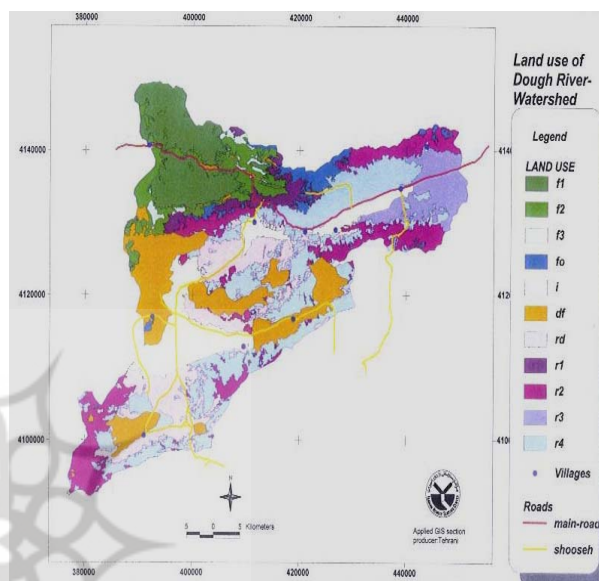 380000 400000 420000 440000
Land use of
Dough River-
Watershed
4140000
4120000
4100000
Legend
LAND USE
f1
f2
f3
fo
i
df
rd
r1
r2
r3
r4
Villages
Roads
main-road
shooseh
N
5 0 5 Kilometers
Applied GIS section
producer:Tehrani
380000 400000 420000 440000